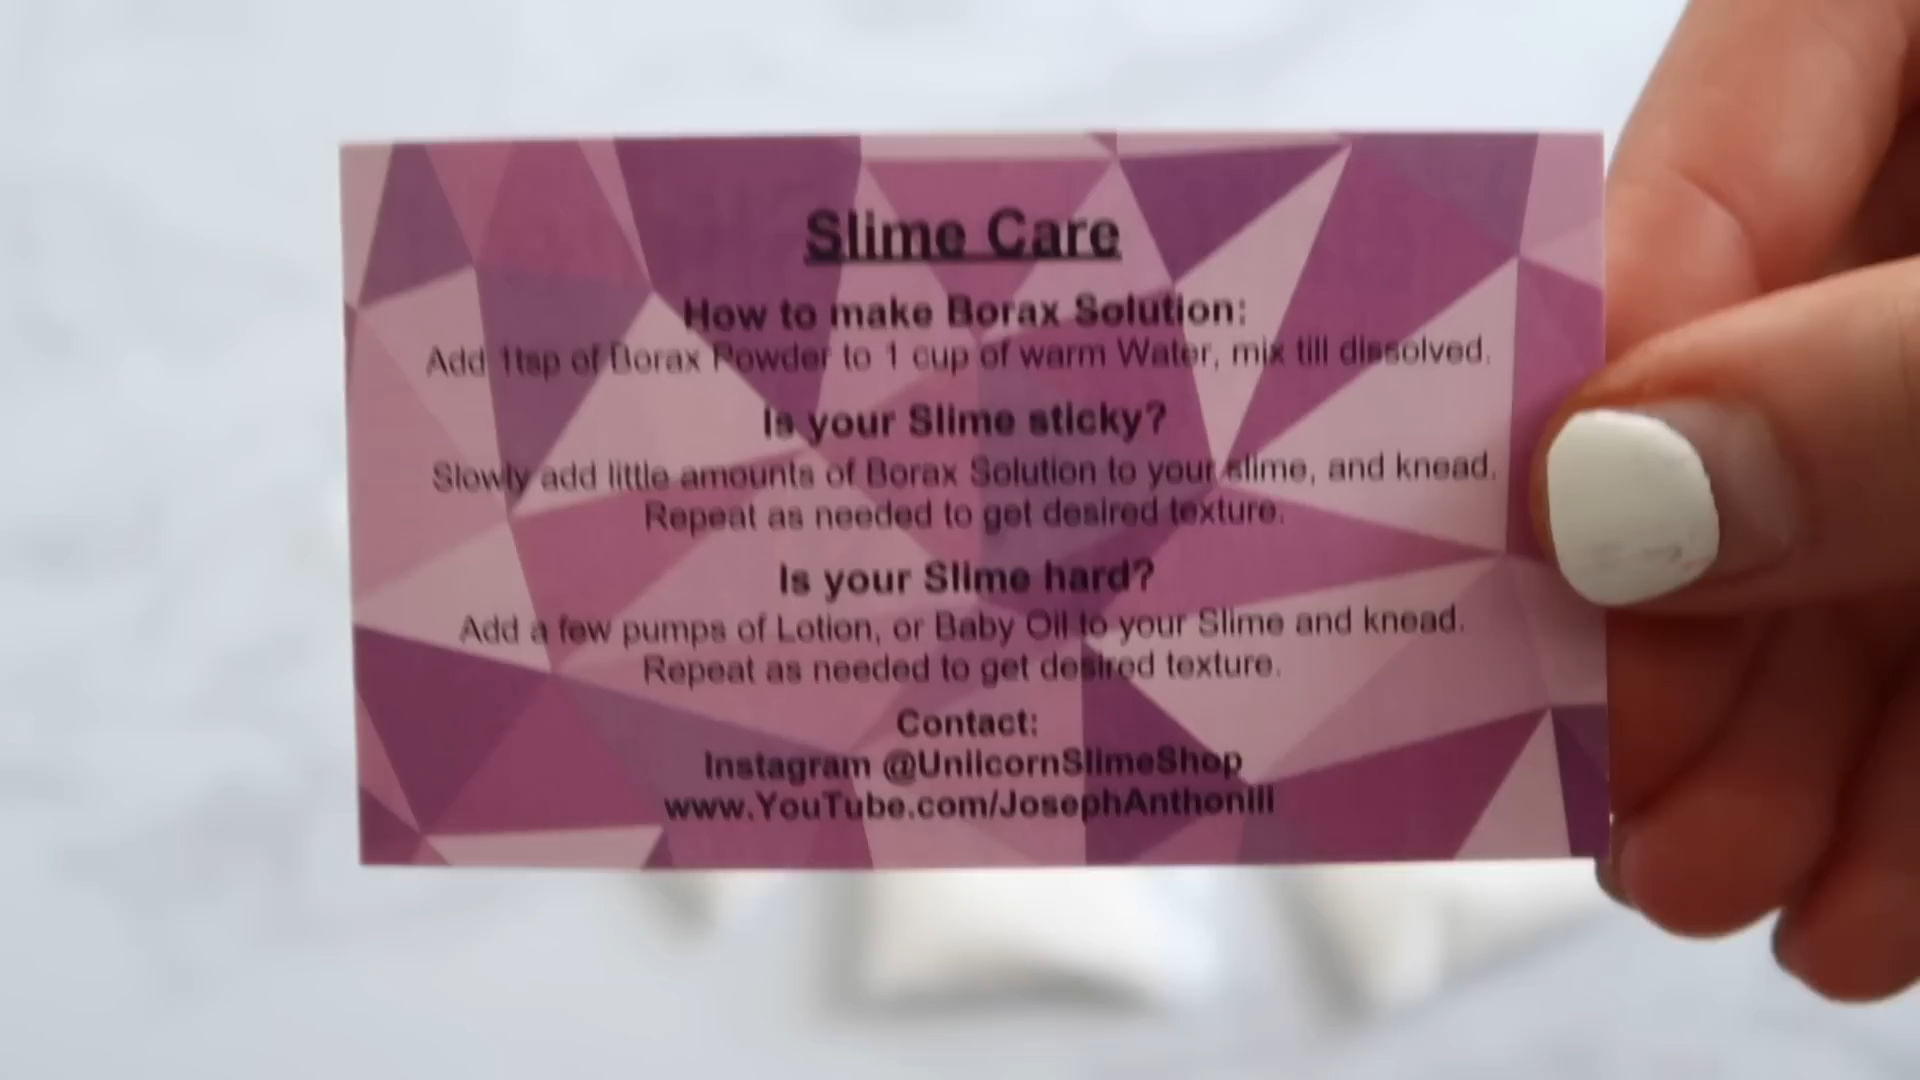 Slime Care
How to make Borax Solution:
Add 1tsp of Borax Powder to 1 cup of warm Water, mix till dissolved.
Is your Slime sticky?
Slowly add little amounts of Borax Solution to your slime, and knead.
Repeat as needed to get desired texture.
Is your Slime hard?
Add a few pumps of Lotion, or Baby Oil to your Slime and knead.
Repeat as needed to get desired texture.
Contact:
Instagram @UniicornSlimeShop
www.YouTube.com/JosephAnthoniii